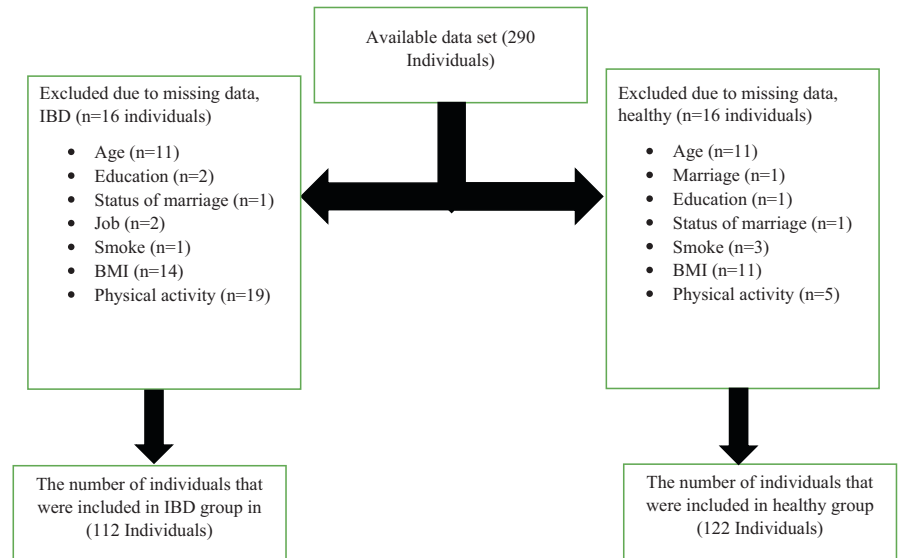 Available data set (290
Individuals)
Excluded due to missing data,
IBD (n=16 individuals)
• Age (n=11)
• Education (n=2)
• Status of marriage (n=1)
• Job (n=2)
• Smoke (n=1)
• BMI (n=14)
• Physical activity (n=19)
Excluded due to missing data,
healthy (n=16 individuals)
• Age (n=11)
• Marriage (n=1)
• Education (n=1)
• Status of marriage (n=1)
• Smoke (n=3)
• BMI (n=11)
• Physical activity (n=5)
The number of individuals that
were included in IBD group in
(112 Individuals)
The number of individuals that
were included in healthy group
(122 Individuals)